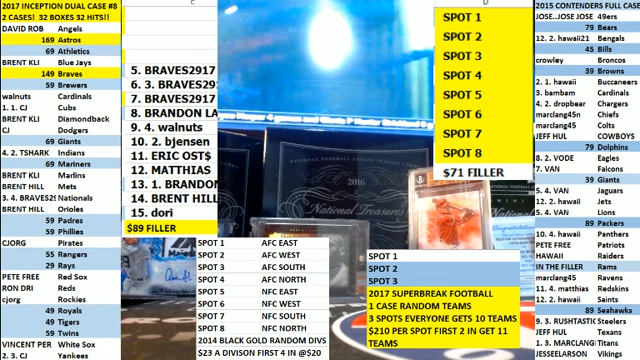 2017 INCEPTION DUAL CASE #8
2 CASES! 32 BOXES 32 HITS!!
DAVID ROB Angels
169 Astros
69 Athletics
BRENT KLI Blue Jays
149 Braves
59 Brewers
walnuts Cardinals
1. 1. CJ Cubs
BRENT KLI Diamondback
CJ Dodgers
69 Giants
4. 2. TSHARK Indians
69 Mariners
BRENT KLI Marlins
BRENT HILL Mets
3. 4. BRAVES2 Nationals
BRENT HILL Orioles
59 Padres
59 Phillies
CJORG Pirates
55 Rangers
29 Rays
PETE FREE Red Sox
RON DRI Reds
cjorg Rockies
49 Royals
49 Tigers
59 Twins
VINCENT PER White Sox
2. 3. CJ Yankees
C
5. BRAVES2917
6. 3. BRAVES29
7. BRAVES2917
8. BRANDON LA
9. 4. walnuts
10. 2. bjensen
11. ERIC OST$
12. MATTHIAS
13. 1. BRANDON
14. BRENT HILL
15. dori
$89 FILLER
2016
National Treasures
SPOT 1 AFC EAST
SPOT 2 AFC WEST
SPOT 3 AFC SOUTH
SPOT 4 AFC NORTH
SPOT 5 NFC EAST
SPOT 6 NFC WEST
SPOT 7 NFC SOUTH
SPOT 8 NFC NORTH
2014 BLACK GOLD RANDOM DIVS
$23 A DIVISON FIRST 4 IN @$20
D
SPOT 1
SPOT 2
SPOT 3
SPOT 4
SPOT 5
SPOT 6
SPOT 7
SPOT 8
$71 FILLER
SPOT 1
SPOT 2
SPOT 3
2017 SUPERBREAK FOOTBALL
1 CASE RANDOM TEAMS
3 SPOTS EVERYONE GETS 10 TEAMS
$210 PER SPOT FIRST 2 IN GET 11
TEAMS
2015 CONTENDERS FULL CASE
JOSE..JOSE JOSE 49ers
79 Bears
12. 2. hawaii21 Bengals
45 Bills
crowley Broncos
39 Browns
2. 1. hawaii Buccaneers
3. bambam Cardinals
4. 2. dropbear Chargers
marclang45n Chiefs
marclang45 Colts
JEFF HUL COWBOYS
79 Dolphins
8. 2. VODE Eagles
7. VAN Falcons
39 Giants
5. 4. VAN Jaguars
12. 2. hawaii Jets
5. 4. VAN Lions
89 Packers
10. 4. hawaii Panthers
PETE FREE Patriots
HAWAII Raiders
IN THE FILLER Rams
marclang45 Ravens
11. 4. matthias Redskins
12. 2. hawaii Saints
89 Seahawks
9. 3. RUSHTASTIC Steelers
JEFF HUL Texans
1. 3. MARCLANG Titans
JESSEELARSON Vikings